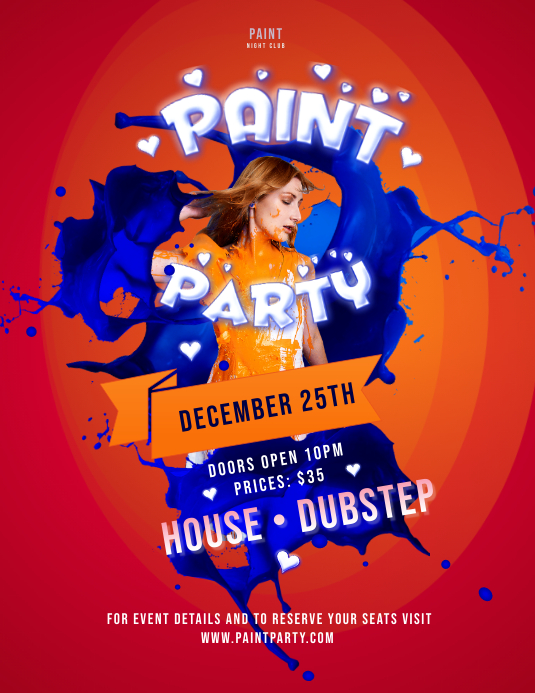 PAINT
NIGHT CLUB
PAINT
PARTY
DECEMBER 25TH
DOORS OPEN 10PM
PRICES: $35
HOUSE • DUBSTEP
FOR EVENT DETAILS AND TO RESERVE YOUR SEATS VISIT
WWW.PAINTPARTY.COM